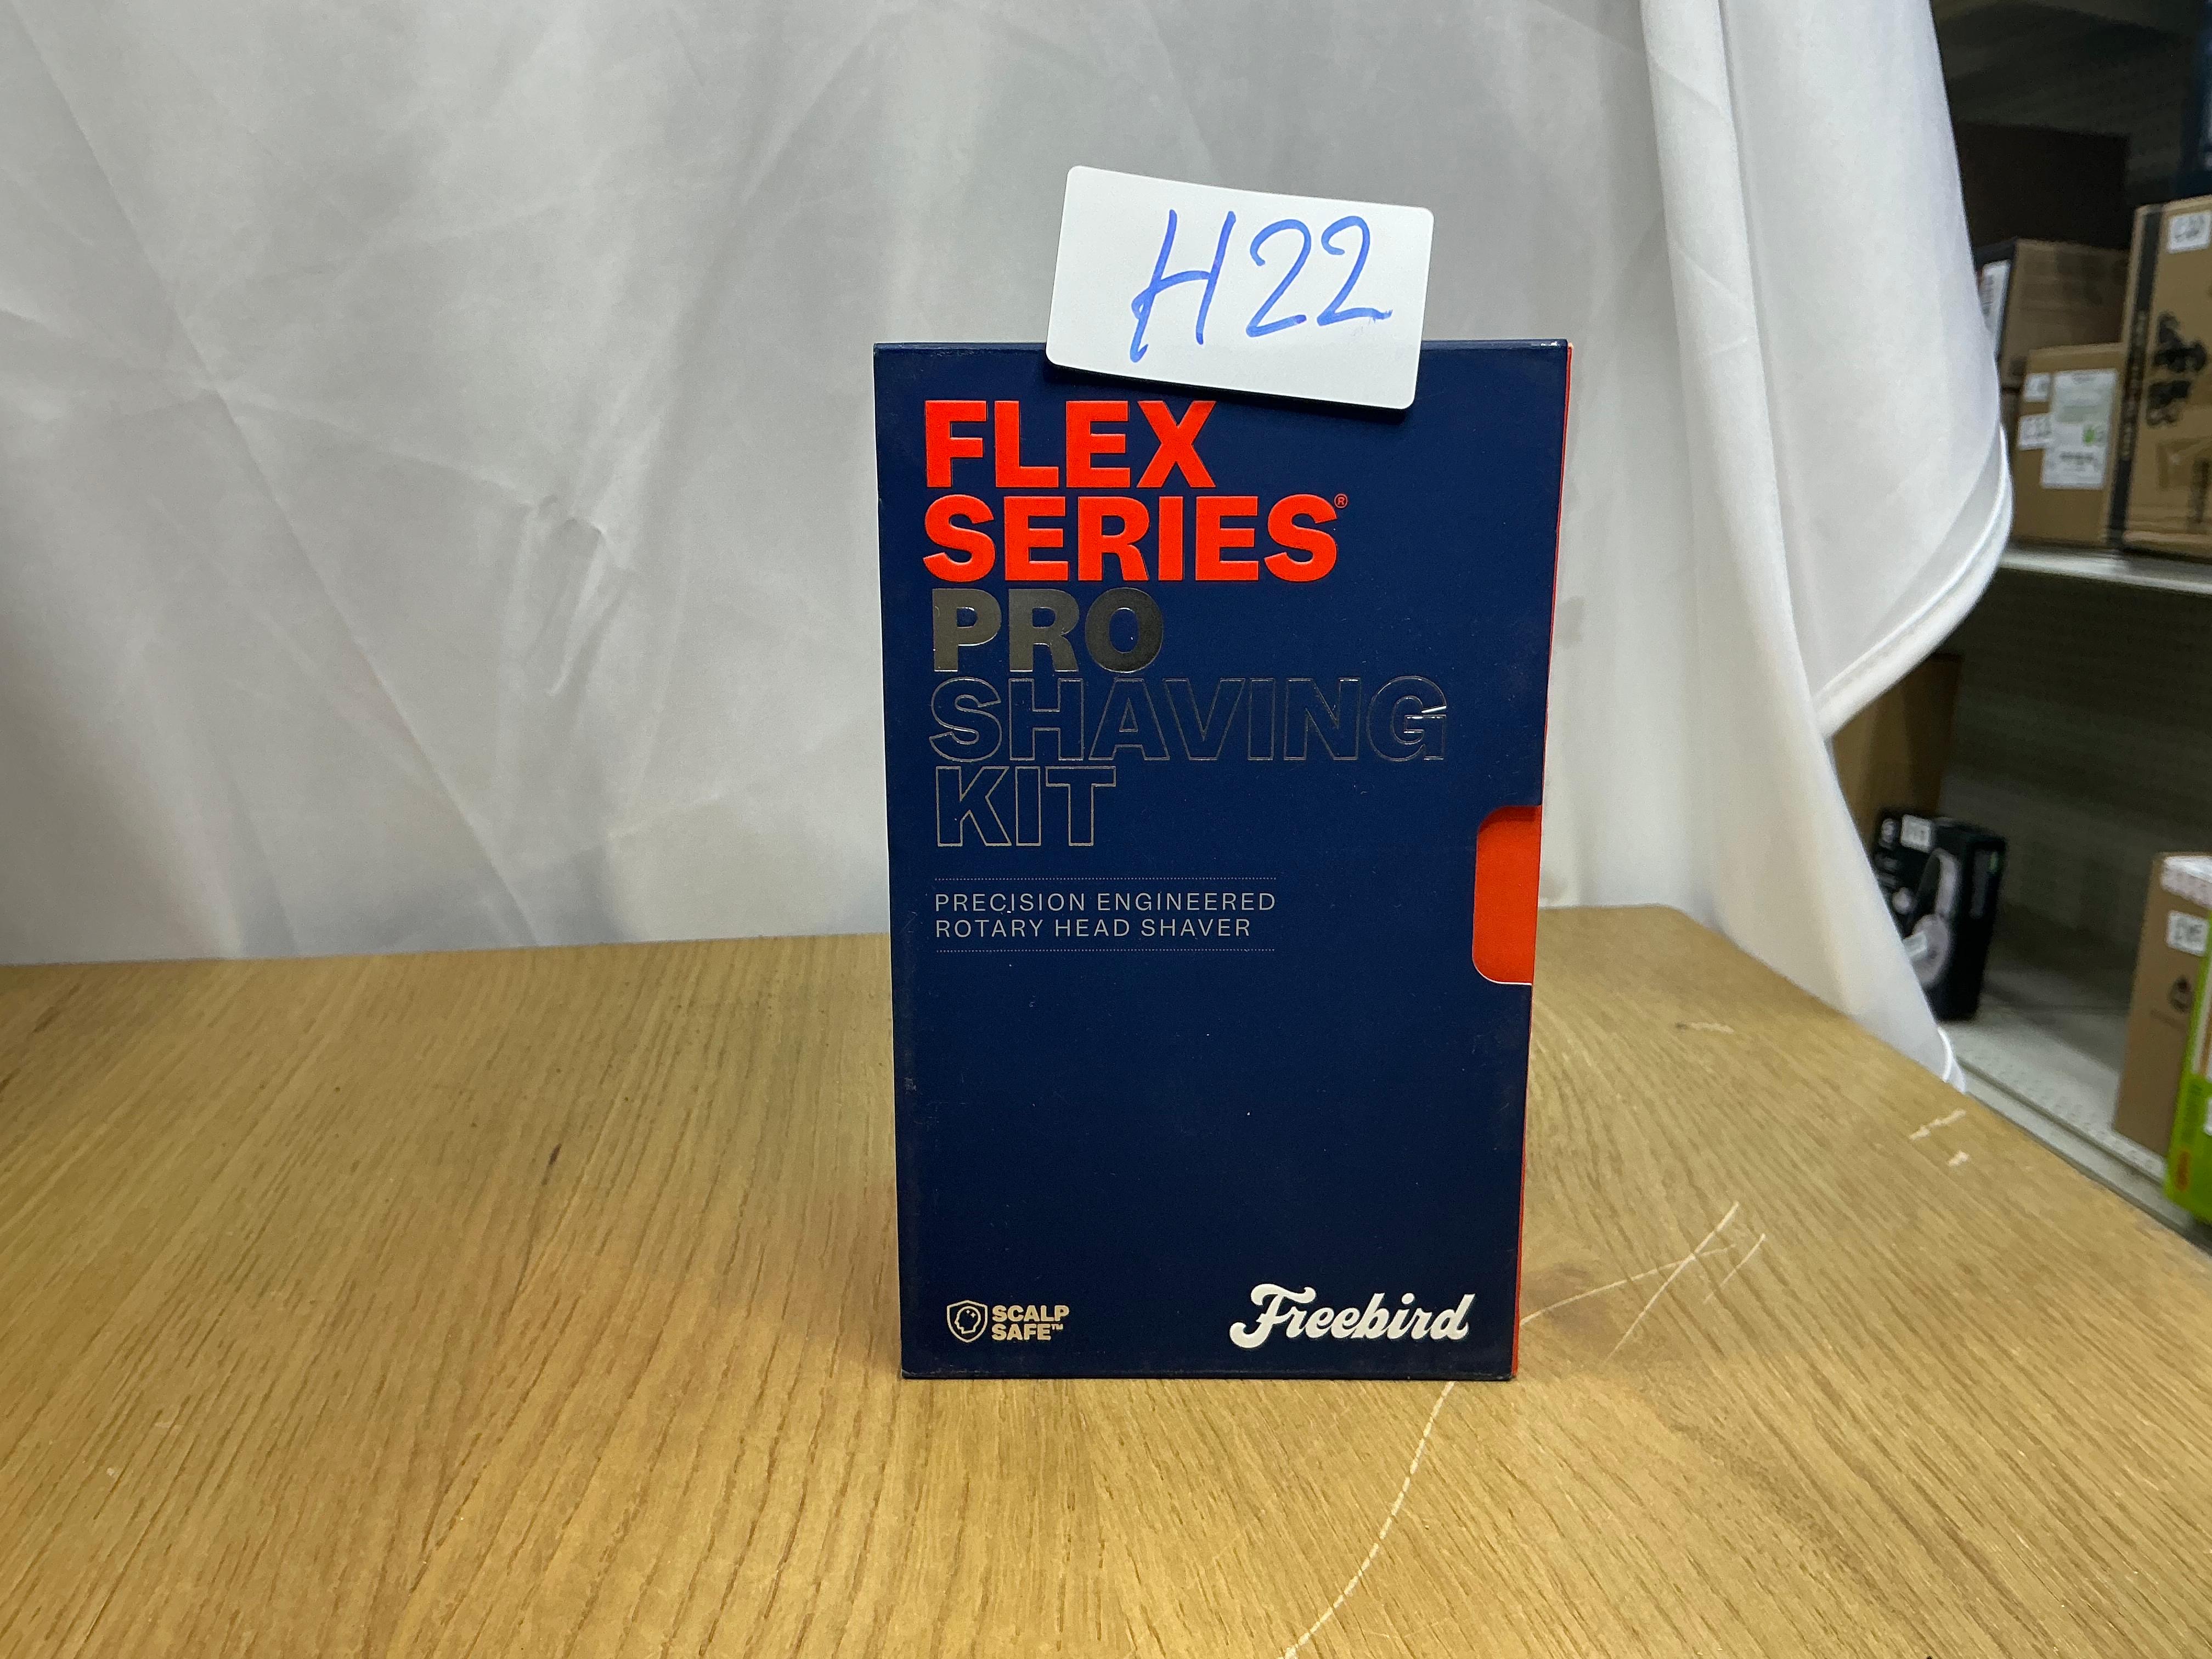 H22
FLEX
SERIES®
PRO
SHAVING
KIT
PRECISION ENGINEERED
ROTARY HEAD SHAVER
SCALP
SAFE™
Freebird